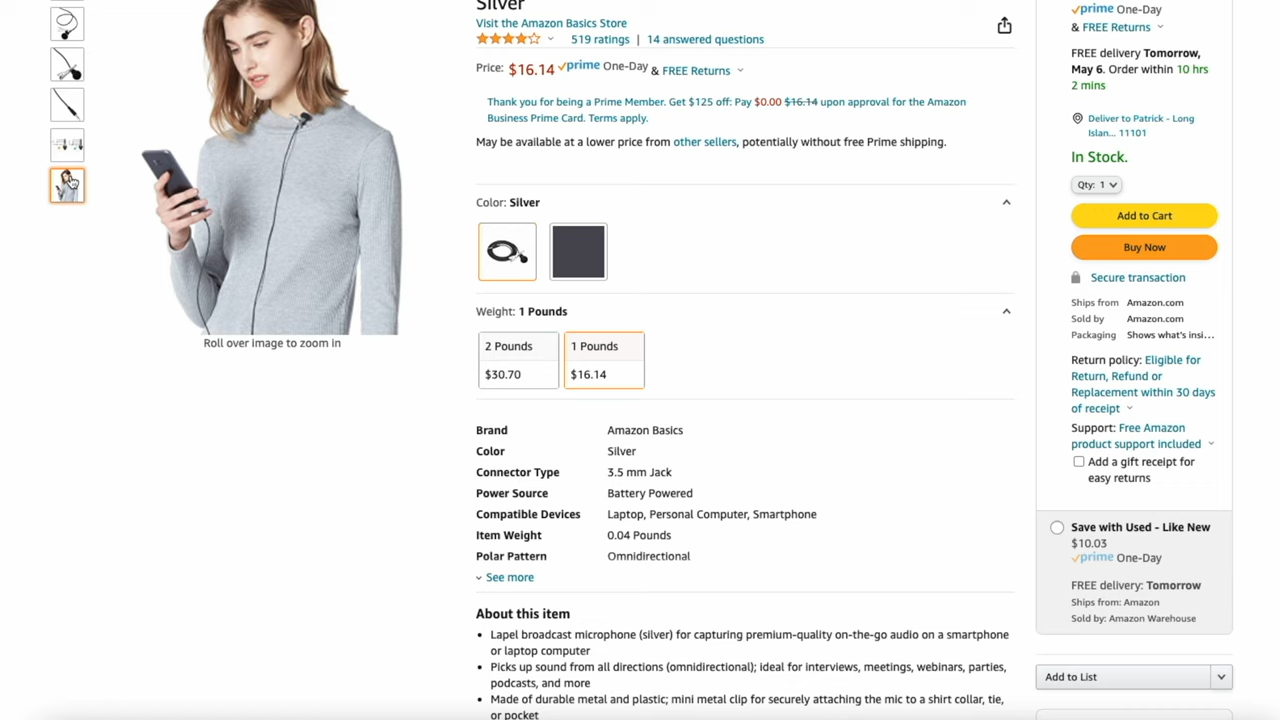 Silver
Visit the Amazon Basics Store
519 ratings | 14 answered questions
Price: $16.14 prime One-Day & FREE Returns
Thank you for being a Prime Member. Get $125 off: Pay $0.00 $16.14 upon approval for the Amazon
Business Prime Card. Terms apply.
May be available at a lower price from other sellers, potentially without free Prime shipping.
Color: Silver
Weight: 1 Pounds
2 Pounds
$30.70
1 Pounds
$16.14
Brand Amazon Basics
Color Silver
Connector Type 3.5 mm Jack
Power Source Battery Powered
Compatible Devices Laptop, Personal Computer, Smartphone
Item Weight 0.04 Pounds
Polar Pattern Omnidirectional
See more
About this item
• Lapel broadcast microphone (silver) for capturing premium-quality on-the-go audio on a smartphone
or laptop computer
• Picks up sound from all directions (omnidirectional); ideal for interviews, meetings, webinars, parties,
podcasts, and more
• Made of durable metal and plastic; mini metal clip for securely attaching the mic to a shirt collar, tie,
or pocket
Roll over image to zoom in
prime One-Day
& FREE Returns
FREE delivery Tomorrow,
May 6. Order within 10 hrs
2 mins
Deliver to Patrick - Long
Islan... 11101
In Stock.
Qty: 1
Add to Cart
Buy Now
Secure transaction
Ships from Amazon.com
Sold by Amazon.com
Packaging Shows what's insi...
Return policy: Eligible for
Return, Refund or
Replacement within 30 days
of receipt
Support: Free Amazon
product support included
Add a gift receipt for
easy returns
Save with Used - Like New
$10.03
prime One-Day
FREE delivery: Tomorrow
Ships from: Amazon
Sold by: Amazon Warehouse
Add to List